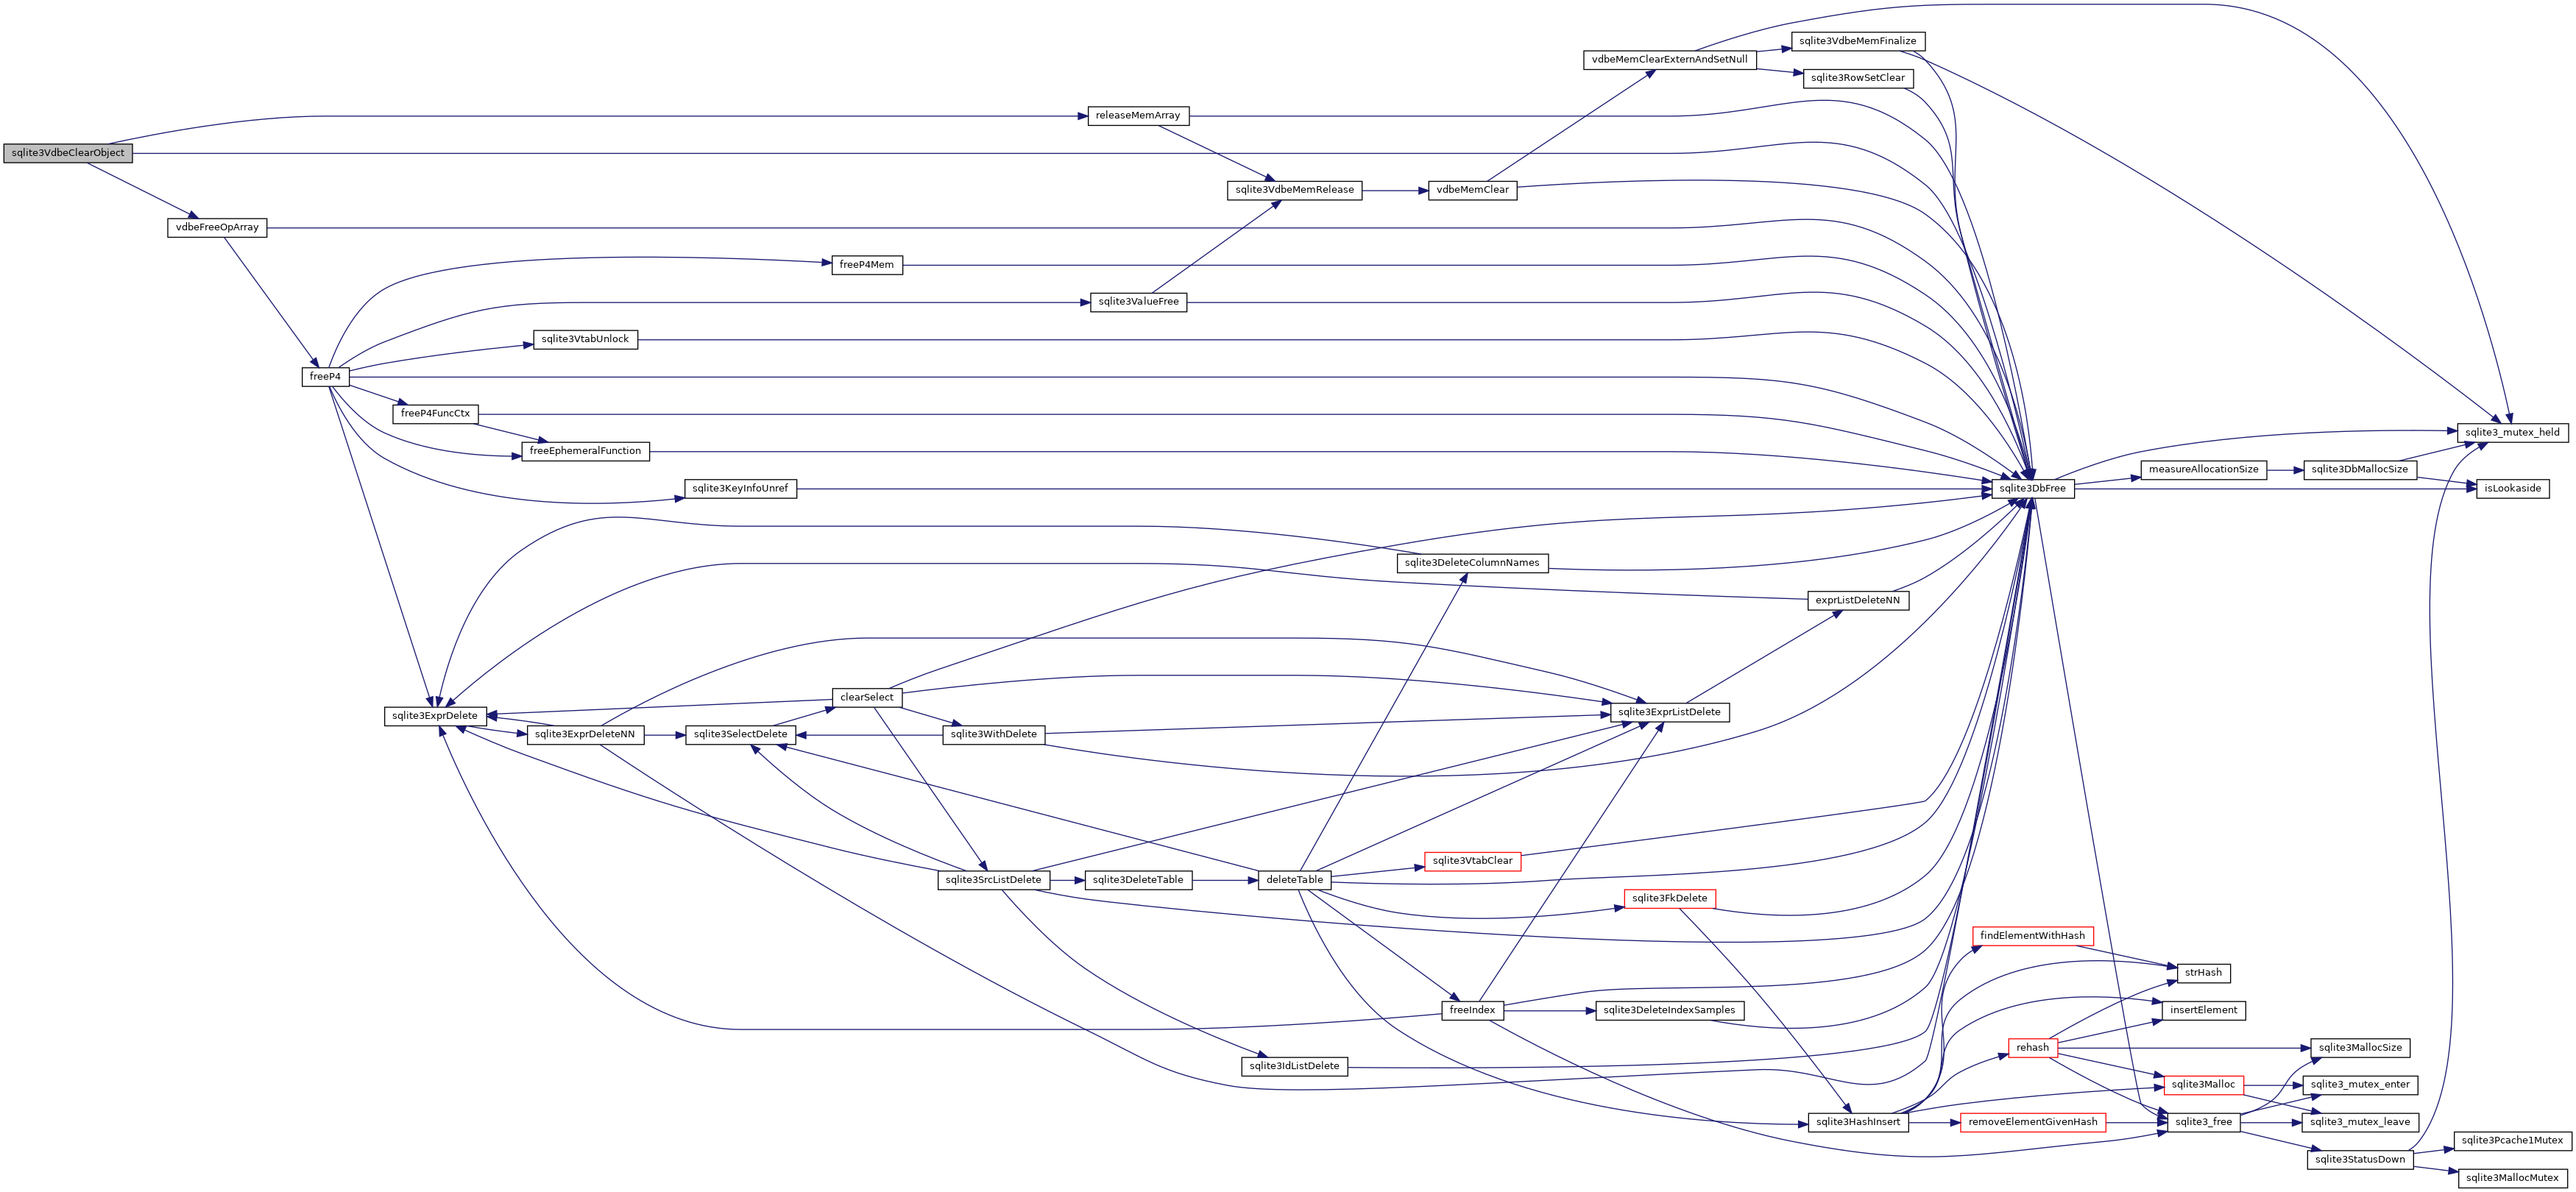 sqlite3VdbeClearObject
vdbeFreeOpArray
freeP4
sqlite3ExprDelete
freeP4FuncCtx
freeEphemeralFunction
sqlite3VtabUnlock
sqlite3ExprDeleteNN
sqlite3KeyInfoUnref
sqlite3SelectDelete
freeP4Mem
clearSelect
sqlite3WithDelete
sqlite3SrcListDelete
releaseMemArray
sqlite3ValueFree
sqlite3DeleteTable
sqlite3VdbeMemRelease
deleteTable
sqlite3IdListDelete
vdbeMemClear
sqlite3DeleteColumnNames
sqlite3VtabClear
freeIndex
vdbeMemClearExternAndSetNull
sqlite3ExprListDelete
sqlite3FkDelete
sqlite3DeleteIndexSamples
sqlite3VdbeMemFinalize
sqlite3RowSetClear
exprListDeleteNN
sqlite3HashInsert
sqlite3DbFree
findElementWithHash
rehash
removeElementGivenHash
measureAllocationSize
strHash
insertElement
sqlite3Malloc
sqlite3_free
sqlite3DbMallocSize
sqlite3MallocSize
sqlite3_mutex_enter
sqlite3_mutex_leave
sqlite3StatusDown
sqlite3_mutex_held
isLookaside
sqlite3Pcache1Mutex
sqlite3MallocMutex